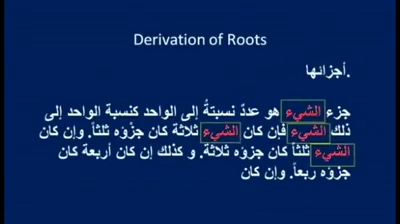 Derivation of Roots
أجزائها.
جزء الشيء هو عددٌ نسبتةُ إلى الواحد كنسبة الواحد إلى
ذلك الشيء فإن كان الشيء ثلاثة كان جزؤه ثلثاً. وإن كان
الشيء ثلثاً كان جزؤه ثلاثة. و كذلك إن كان أربعة كان
جزؤه ربعاً. وإن كان